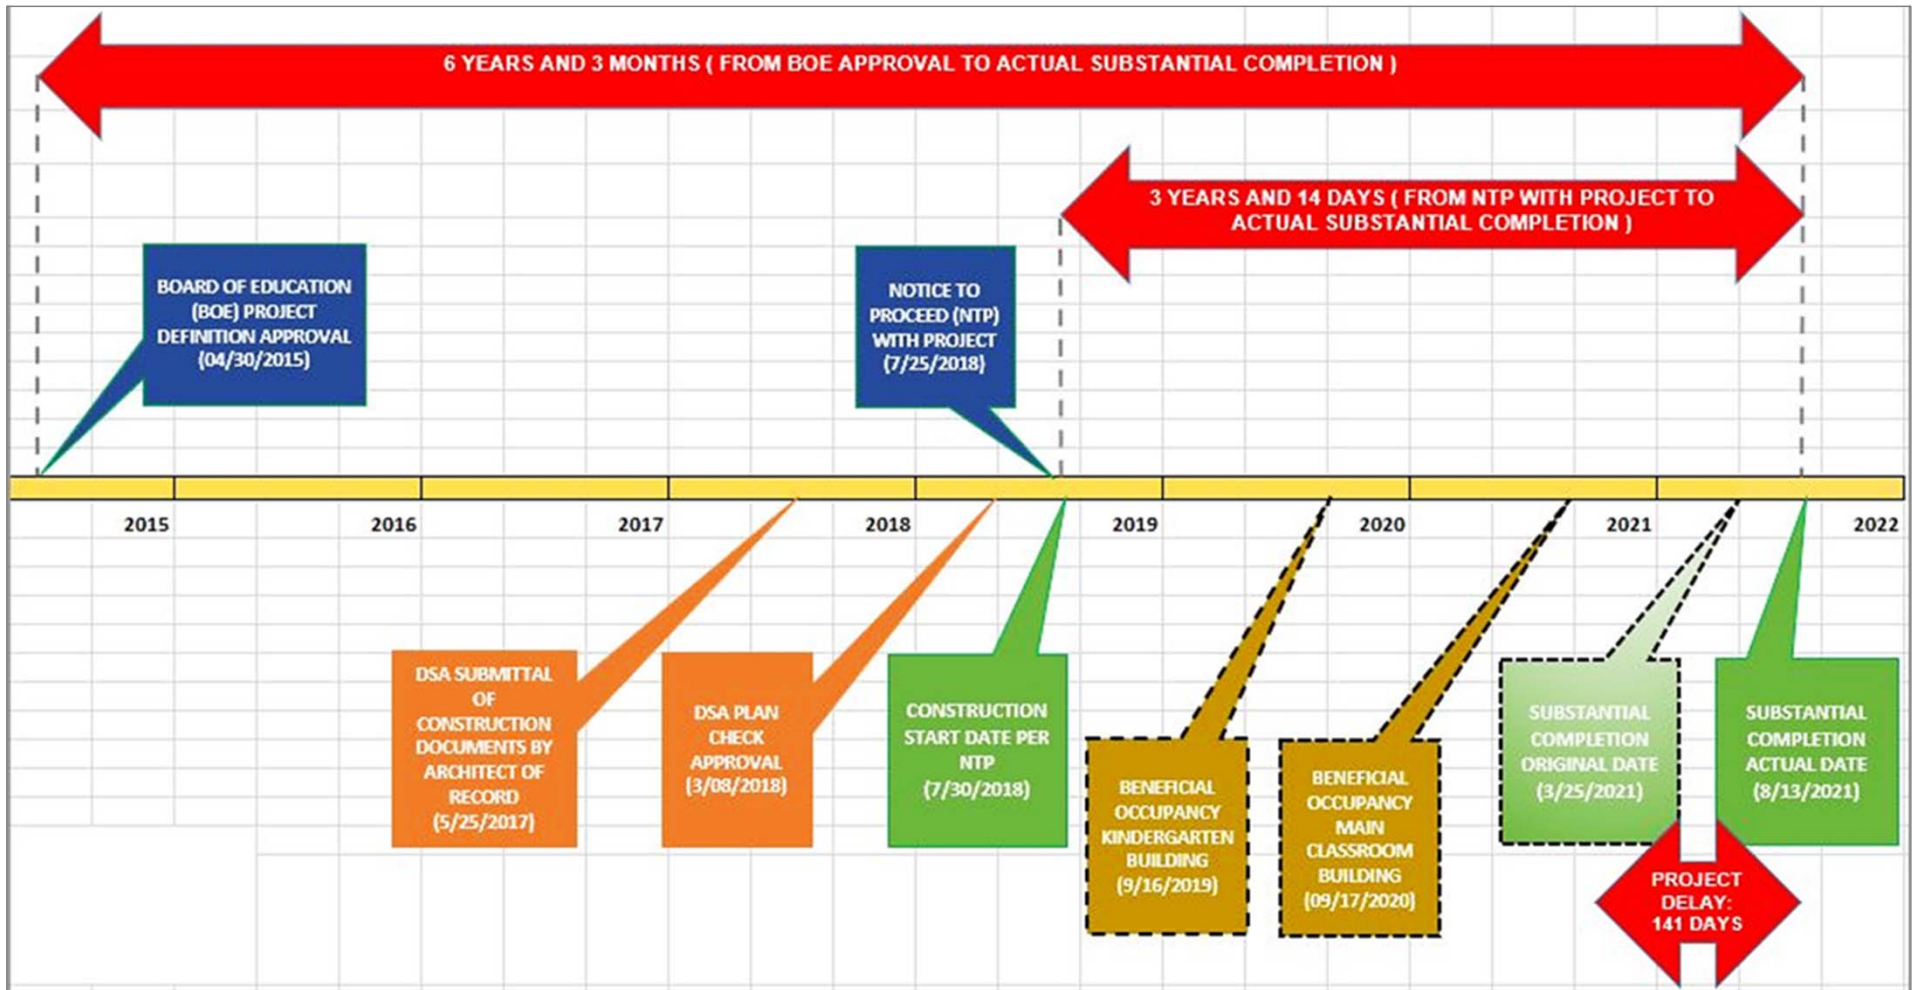 6 YEARS AND 3 MONTHS ( FROM BOE APPROVAL TO ACTUAL SUBSTANTIAL COMPLETION )
3 YEARS AND 14 DAYS ( FROM NTP WITH PROJECT TO
ACTUAL SUBSTANTIAL COMPLETION )
BOARD OF EDUCATION
(BOE) PROJECT
DEFINITION APPROVAL
(04/30/2015)
NOTICE TO
PROCEED (NTP)
WITH PROJECT
(7/25/2018)
2015 2016 2017 2018 2019 2020 2021 2022
DSA SUBMITTAL
OF
CONSTRUCTION
DOCUMENTS BY
ARCHITECT OF
RECORD
(5/25/2017)
DSA PLAN
CHECK
APPROVAL
(3/08/2018)
CONSTRUCTION
START DATE PER
NTP
(7/30/2018)
BENEFICIAL
OCCUPANCY
KINDERGARTEN
BUILDING
(9/16/2019)
BENEFICIAL
OCCUPANCY
MAIN
CLASSROOM
BUILDING
(09/17/2020)
SUBSTANTIAL
COMPLETION
ORIGINAL DATE
(3/25/2021)
SUBSTANTIAL
COMPLETION
ACTUAL DATE
(8/13/2021)
PROJECT
DELAY:
141 DAYS